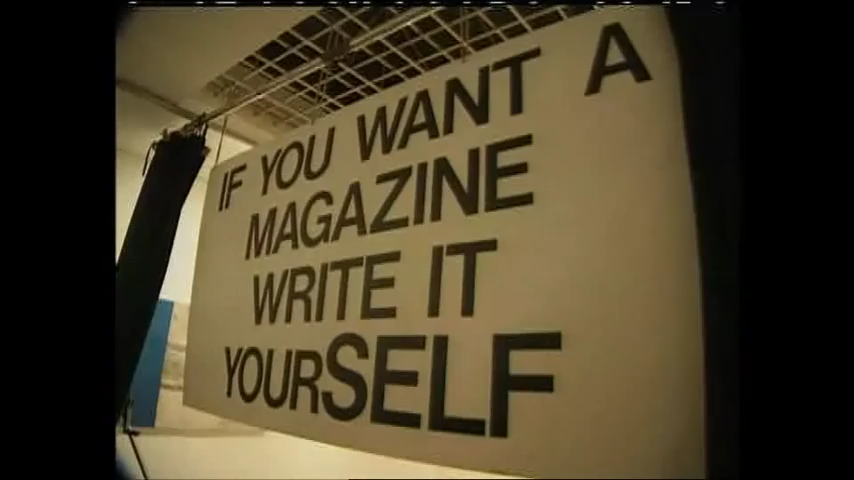 IF YOU WANT A
MAGAZINE
WRITE IT
YOURSELF